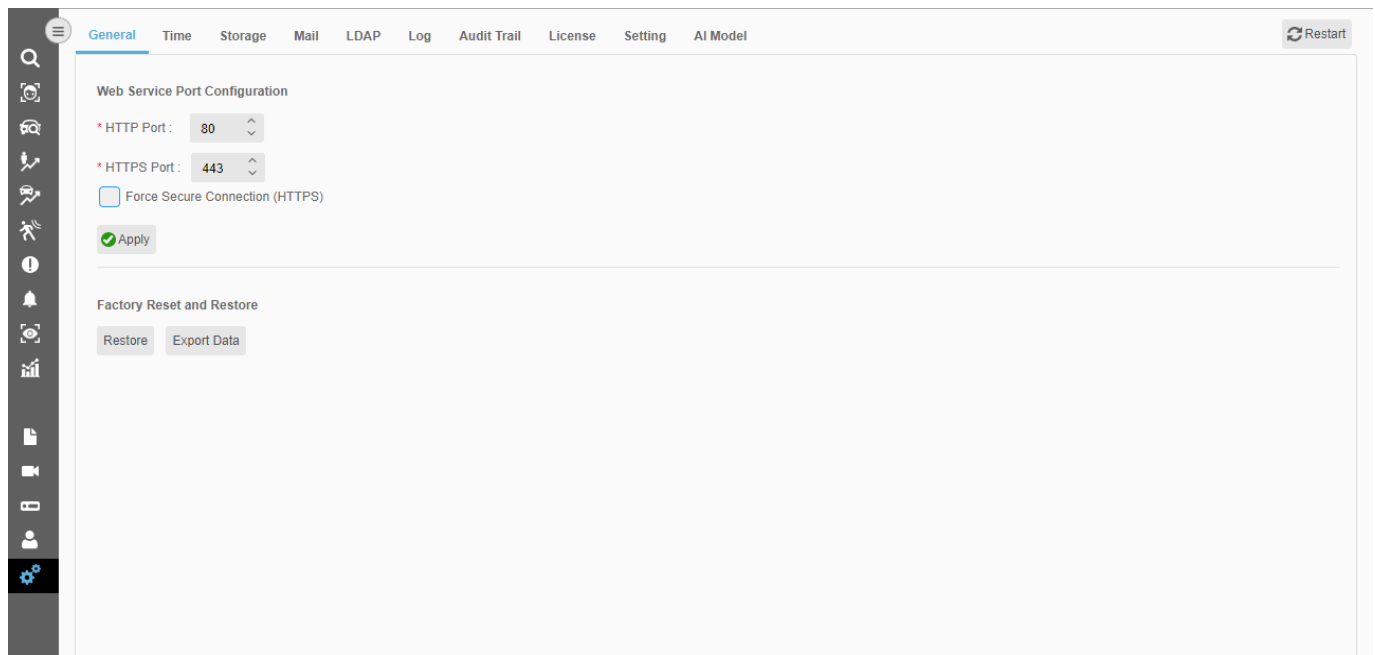 General Time Storage Mail LDAP Log Audit Trail License Setting AI Model Restart
Web Service Port Configuration
* HTTP Port : 80
* HTTPS Port : 443
Force Secure Connection (HTTPS)
Apply
Factory Reset and Restore
Restore Export Data